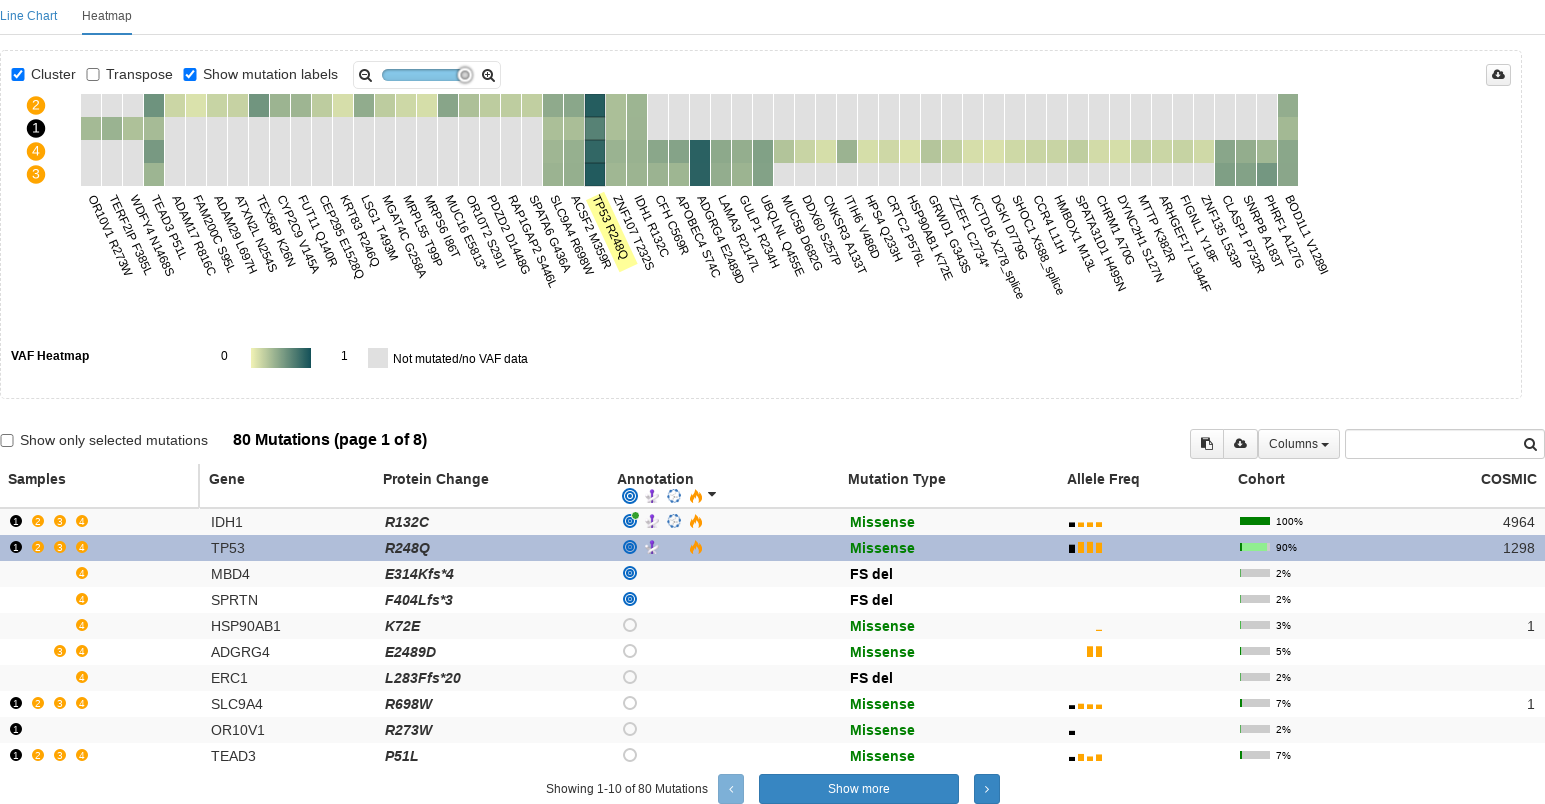 Line Chart Heatmap
Cluster Transpose Show mutation labels
2
1
4
3
OR10V1 R273W
TERF2IP F385L
WDFY4 N1468S
TEAD3 P51L
ADAM17 R816C
FAM200C S95L
ADAM29 L697H
ATXN2L N254S
TEX56P K26N
CYP2C9 V145A
FUT11 Q140R
CEP295 E1528Q
KRT83 R246Q
LSG1 T493M
MGAT4C G258A
MRPL55 T99P
MRPS6 I86T
MUC16 E5813*
OR10T2 S291I
PDZD2 D1448G
RAP1GAP2 S446L
SPATA6 G436A
SLC9A4 R698W
ACSF2 M359R
TP53 R248Q
ZNF107 T232S
IDH1 R132C
CFH C569R
APOBEC4 S74C
ADGRG4 E2489D
LAMA3 R2147L
GULP1 R234H
UBQLNL Q455E
MUC5B D682G
DDX60 S257P
CNKSR3 A133T
ITIH6 V486D
HPS4 Q233H
CRTC2 P576L
HSP90AB1 K72E
GRWD1 G343S
ZZEF1 C2734*
KCTD16 X278_splice
DGKI D779G
SHOC1 X588_splice
CCR4 L11H
HMBOX1 M13L
SPATA31D1 H495N
CHRM1 A70G
DYNC2H1 S127N
MTTP K382R
ARHGEF17 L1944F
FIGNL1 Y18F
ZNF135 L533P
CLASP1 P732R
SNRPB A183T
PHRF1 A127G
BOD1L1 V1289I
VAF Heatmap 0 1 Not mutated/no VAF data
Show only selected mutations 80 Mutations (page 1 of 8) Columns
Samples Gene Protein Change Annotation Mutation Type Allele Freq Cohort COSMIC
1 2 3 4 IDH1 R132C Missense 100% 4964
1 2 3 4 TP53 R248Q Missense 90% 1298
4 MBD4 E314Kfs*4 FS del 2%
4 SPRTN F404Lfs*3 FS del 2%
4 HSP90AB1 K72E Missense 3% 1
3 4 ADGRG4 E2489D Missense 5%
4 ERC1 L283Ffs*20 FS del 2%
1 2 3 4 SLC9A4 R698W Missense 7% 1
1 OR10V1 R273W Missense 2%
1 2 3 4 TEAD3 P51L Missense 7%
Showing 1-10 of 80 Mutations Show more